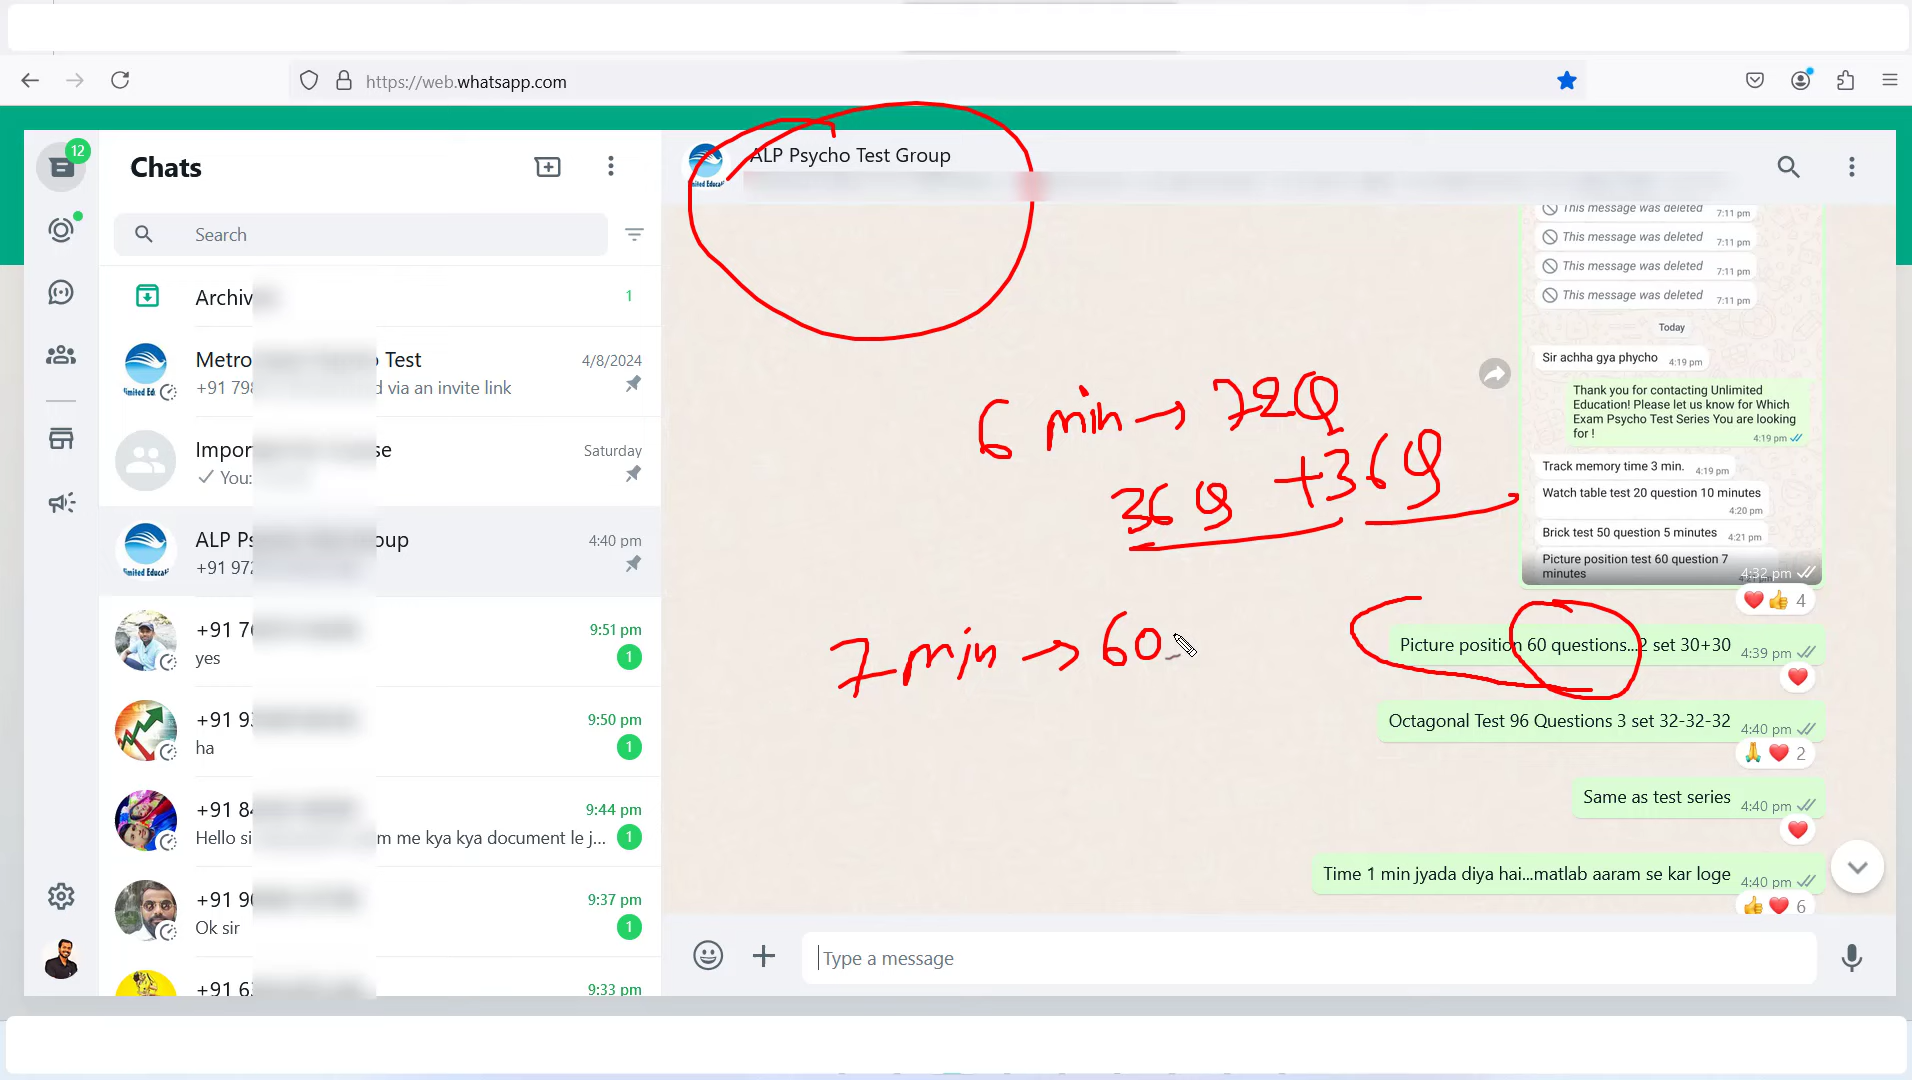 https://web.whatsapp.com
12
Chats
Search
Archiv
1
Metro
Psycho Test
4/8/2024
+91 798
d via an invite link
Saturday
You:
ALP Ps
oup
4:40 pm
+91 972
+91 7
9:51 pm
yes
1
+91 9
9:50 pm
ha
1
+91 8
9:44 pm
Hello si
m me kya kya document le j...
1
+91 9
9:37 pm
Ok sir
1
+91 6
9:33 pm
ALP Psycho Test Group
This message was deleted 7:11 pm
This message was deleted 7:11 pm
This message was deleted 7:11 pm
This message was deleted 7:11 pm
Today
Sir achha gya phycho 4:19 pm
Thank you for contacting Unlimited
Education! Please let us know for Which
Exam Psycho Test Series You are looking
for !
4:19 pm
Track memory time 3 min. 4:19 pm
Watch table test 20 question 10 minutes
4:20 pm
Brick test 50 question 5 minutes 4:21 pm
Picture position test 60 question 7
minutes
4:32 pm
4
6 min → 72Q
36Q + 36Q
7 min → 60
Picture position 60 questions...2 set 30+30 4:39 pm
Octagonal Test 96 Questions 3 set 32-32-32 4:40 pm
2
Same as test series 4:40 pm
Time 1 min jyada diya hai...matlab aaram se kar loge 4:40 pm
6
Type a message